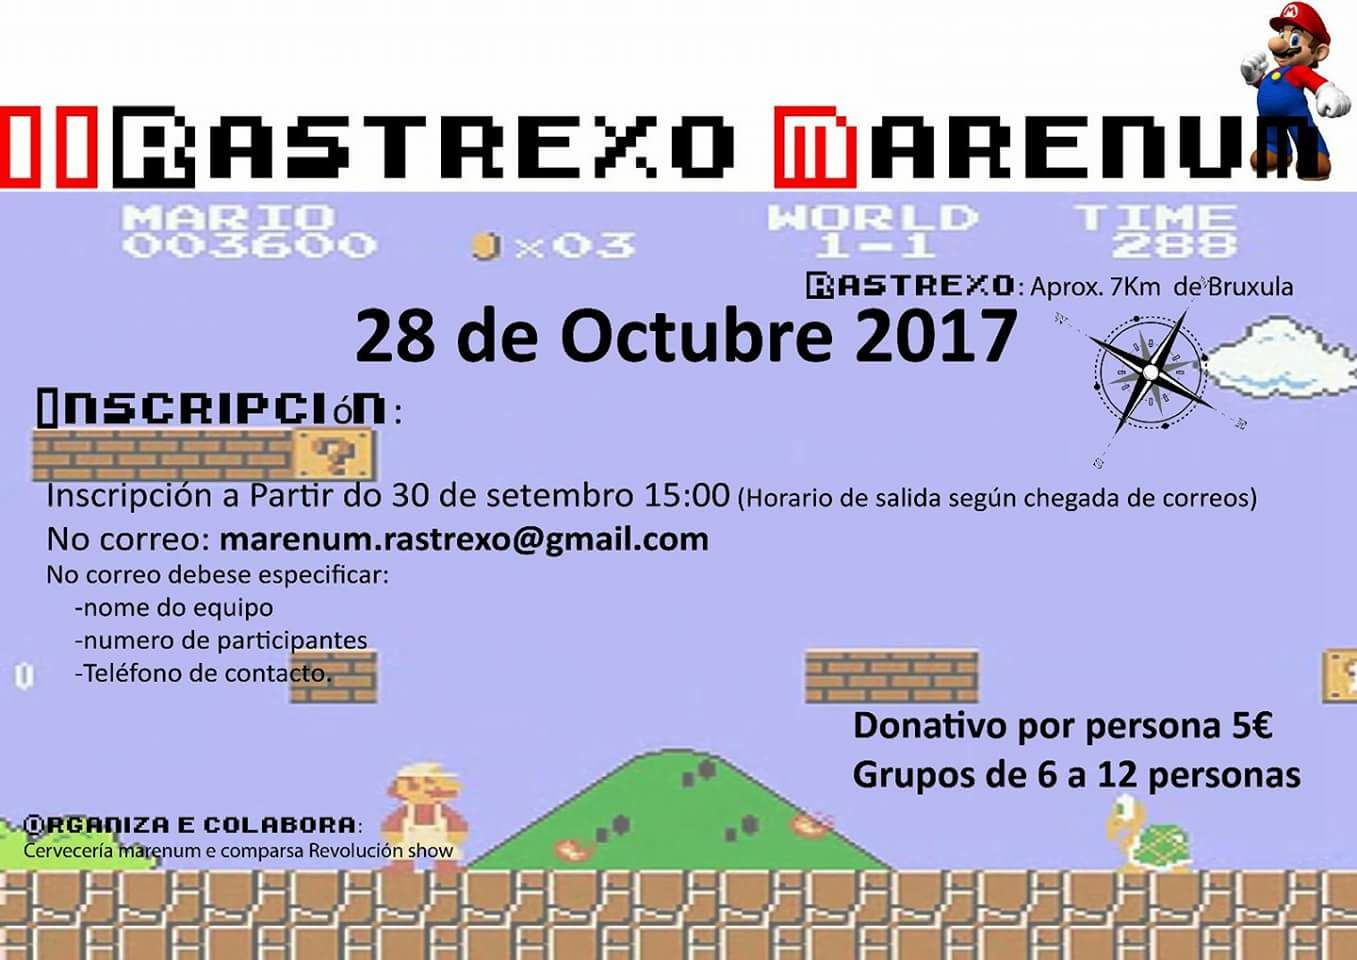 II Rastrexo Marenum
MARIO WORLD TIME
003600 x03 1-1 288
Rastrexo: Aprox. 7Km de Bruxula
28 de Octubre 2017
N
W
E
S
Inscripción:
?
Inscripción a Partir do 30 de setembro 15:00 (Horario de salida según chegada de correos)
No correo: marenum.rastrexo@gmail.com
No correo debese especificar:
-nome do equipo
-numero de participantes
-Teléfono de contacto.
Donativo por persona 5€
Grupos de 6 a 12 personas
Organiza e colabora:
Cervecería marenum e comparsa Revolución show